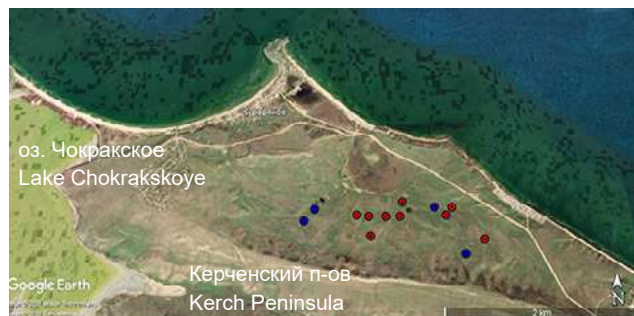 оз. Чокракское
Lake Chokrakskoye
Керченский п-ов
Kerch Peninsula
Google Earth
2 km
N